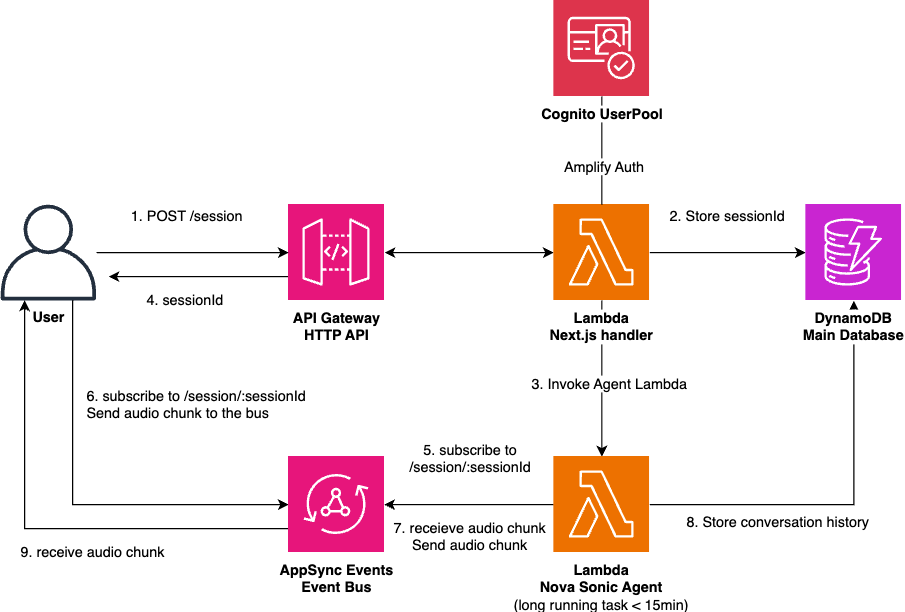 Cognito UserPool
Amplify Auth
1. POST /session
2. Store sessionId
4. sessionId
User
API Gateway
HTTP API
Lambda
Next.js handler
DynamoDB
Main Database
3. Invoke Agent Lambda
6. subscribe to /session/:sessionId
Send audio chunk to the bus
5. subscribe to
/session/:sessionId
7. receieve audio chunk
Send audio chunk
8. Store conversation history
9. receive audio chunk
AppSync Events
Event Bus
Lambda
Nova Sonic Agent
(long running task < 15min)